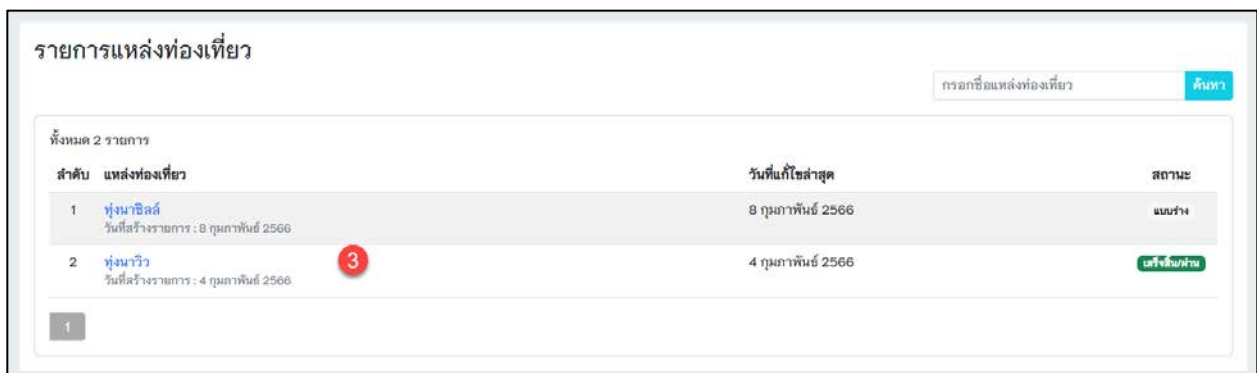 รายการแหล่งท่องเที่ยว
กรอกชื่อแหล่งท่องเที่ยว ค้นหา
ทั้งหมด 2 รายการ
ลำดับ แหล่งท่องเที่ยว วันที่แก้ไขล่าสุด สถานะ
1 ทุ่งนาชิลล์ 8 กุมภาพันธ์ 2566 แบบร่าง
วันที่สร้างรายการ : 8 กุมภาพันธ์ 2566
2 ทุ่งนาวิว 3 4 กุมภาพันธ์ 2566 เสร็จสิ้น/ผ่าน
วันที่สร้างรายการ : 4 กุมภาพันธ์ 2566
1